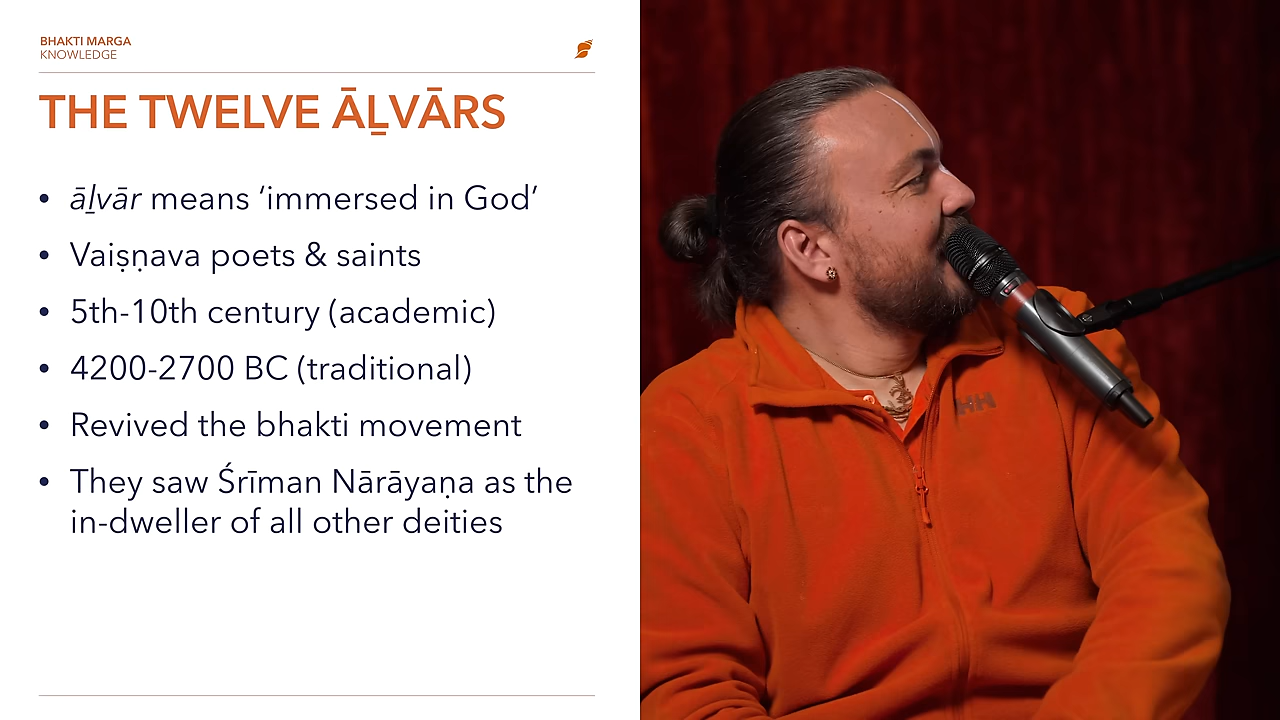 BHAKTI MARGA
KNOWLEDGE
THE TWELVE ĀḺVĀRS
• āḻvār means ‘immersed in God’
• Vaiṣṇava poets & saints
• 5th-10th century (academic)
• 4200-2700 BC (traditional)
• Revived the bhakti movement
• They saw Śrīman Nārāyaṇa as the
in-dweller of all other deities
HH